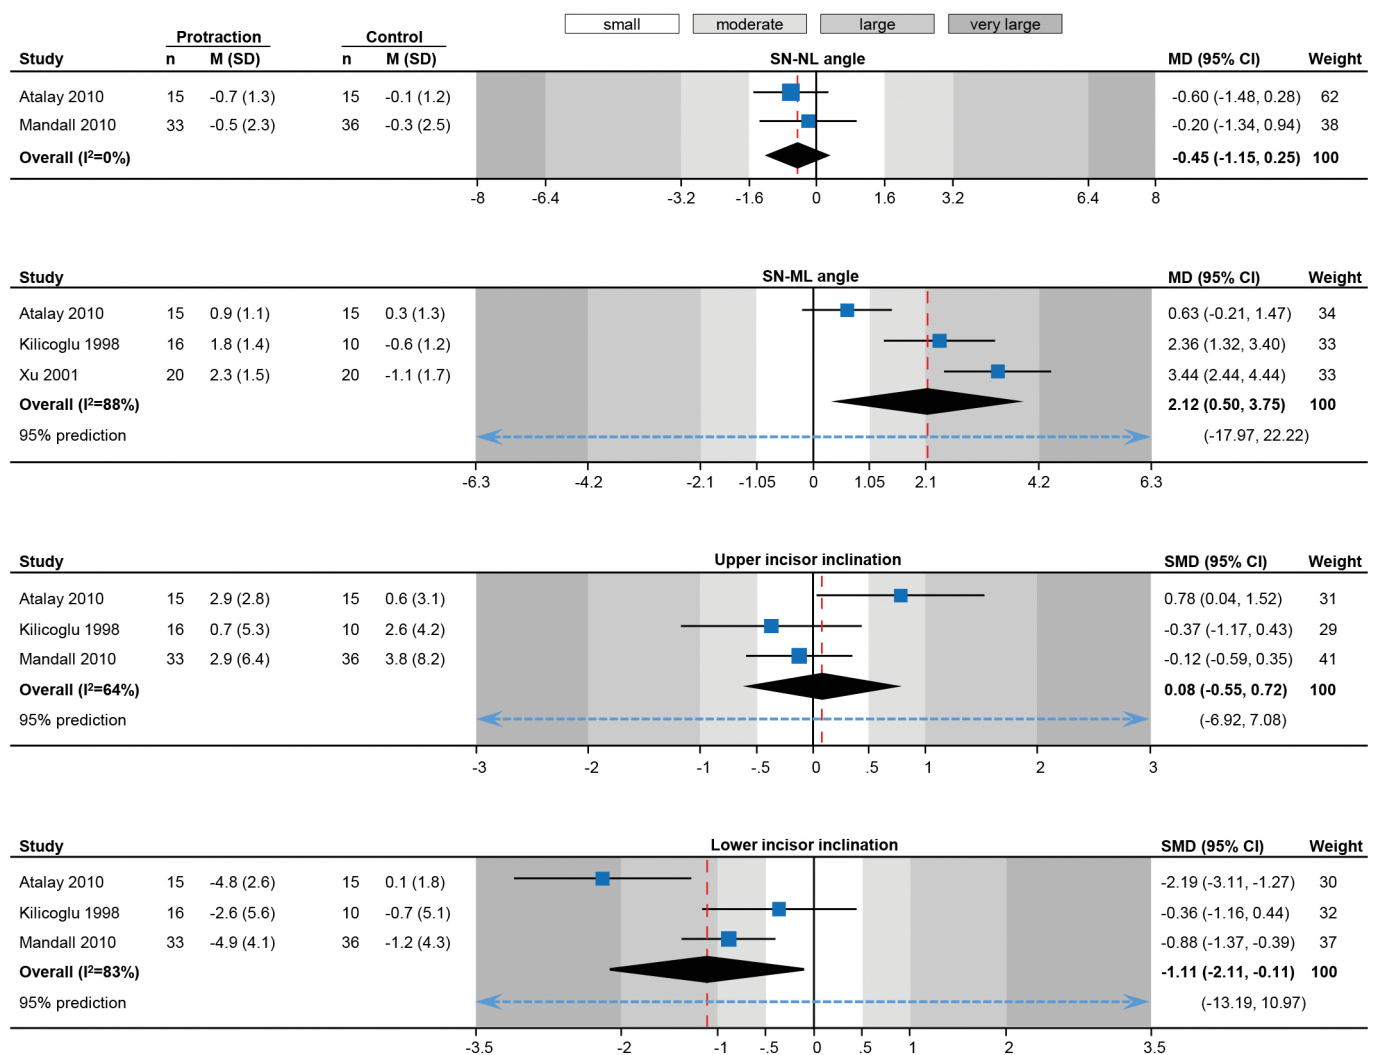 small moderate large very large
Protraction Control
Study n M (SD) n M (SD) SN-NL angle MD (95% CI) Weight
Atalay 2010 15 -0.7 (1.3) 15 -0.1 (1.2) -0.60 (-1.48, 0.28) 62
Mandall 2010 33 -0.5 (2.3) 36 -0.3 (2.5) -0.20 (-1.34, 0.94) 38
Overall (I²=0%) -0.45 (-1.15, 0.25) 100
-8 -6.4 -3.2 -1.6 0 1.6 3.2 6.4 8
Study SN-ML angle MD (95% CI) Weight
Atalay 2010 15 0.9 (1.1) 15 0.3 (1.3) 0.63 (-0.21, 1.47) 34
Kilicoglu 1998 16 1.8 (1.4) 10 -0.6 (1.2) 2.36 (1.32, 3.40) 33
Xu 2001 20 2.3 (1.5) 20 -1.1 (1.7) 3.44 (2.44, 4.44) 33
Overall (I²=88%) 2.12 (0.50, 3.75) 100
95% prediction (-17.97, 22.22)
-6.3 -4.2 -2.1 -1.05 0 1.05 2.1 4.2 6.3
Study Upper incisor inclination SMD (95% CI) Weight
Atalay 2010 15 2.9 (2.8) 15 0.6 (3.1) 0.78 (0.04, 1.52) 31
Kilicoglu 1998 16 0.7 (5.3) 10 2.6 (4.2) -0.37 (-1.17, 0.43) 29
Mandall 2010 33 2.9 (6.4) 36 3.8 (8.2) -0.12 (-0.59, 0.35) 41
Overall (I²=64%) 0.08 (-0.55, 0.72) 100
95% prediction (-6.92, 7.08)
-3 -2 -1 -.5 0 .5 1 2 3
Study Lower incisor inclination SMD (95% CI) Weight
Atalay 2010 15 -4.8 (2.6) 15 0.1 (1.8) -2.19 (-3.11, -1.27) 30
Kilicoglu 1998 16 -2.6 (5.6) 10 -0.7 (5.1) -0.36 (-1.16, 0.44) 32
Mandall 2010 33 -4.9 (4.1) 36 -1.2 (4.3) -0.88 (-1.37, -0.39) 37
Overall (I²=83%) -1.11 (-2.11, -0.11) 100
95% prediction (-13.19, 10.97)
-3.5 -2 -1 -.5 0 .5 1 2 3.5